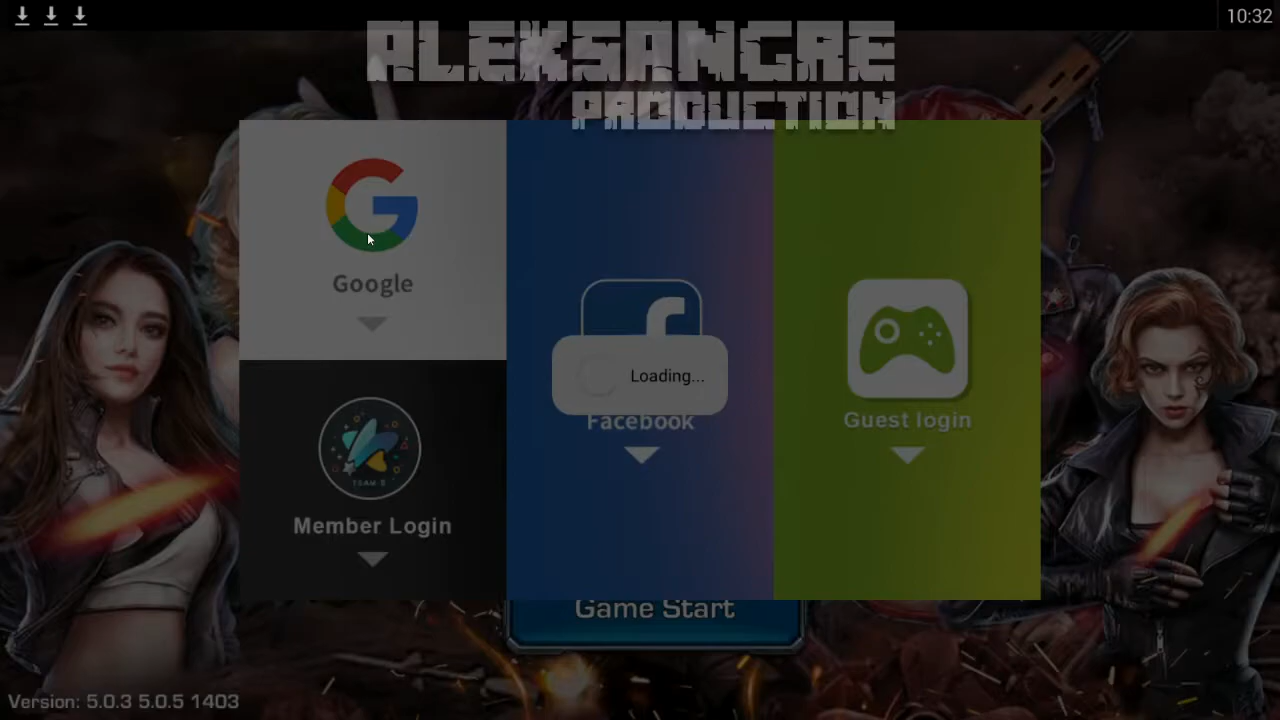 10:32
ALEKSANGRE
PRODUCTION
Google
Member Login
TEAM B
Loading...
Facebook
Guest login
Game Start
Version: 5.0.3 5.0.5 1403